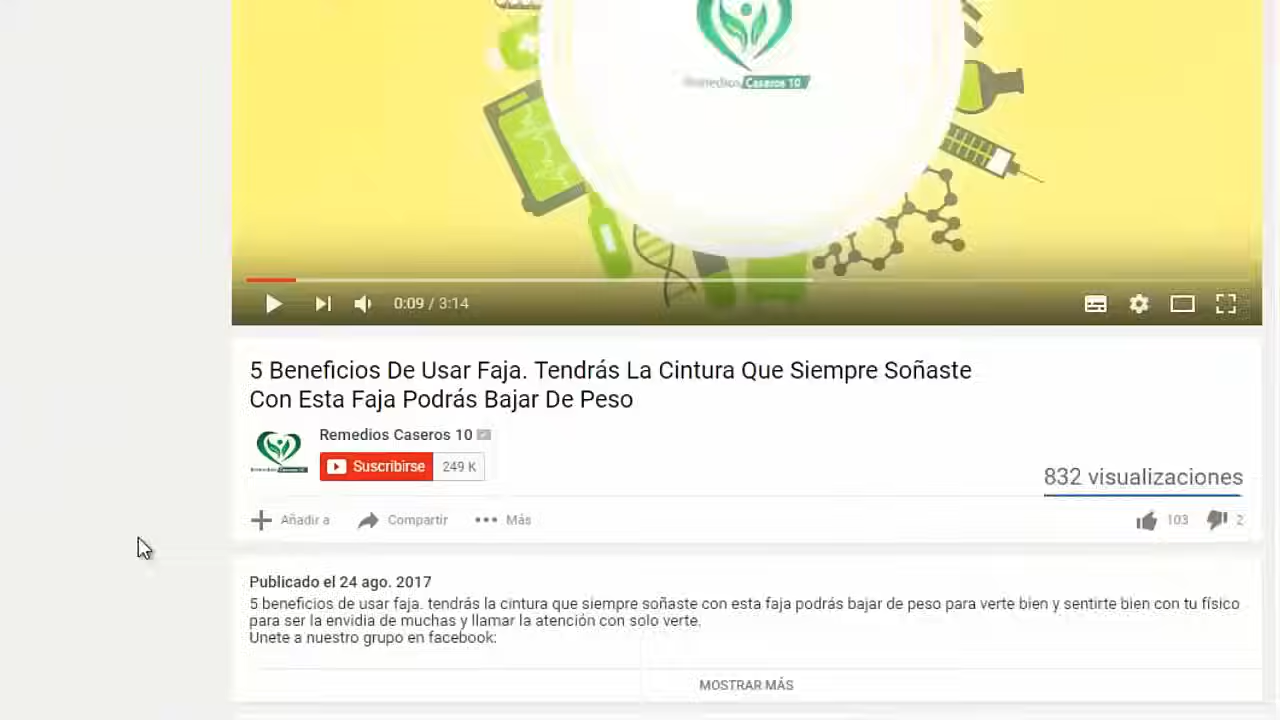 Remedios Caseros 10
0:09 / 3:14
5 Beneficios De Usar Faja. Tendrás La Cintura Que Siempre Soñaste
Con Esta Faja Podrás Bajar De Peso
Remedios Caseros 10
Suscribirse 249 K
832 visualizaciones
Añadir a Compartir Más 103 2
Publicado el 24 ago. 2017
5 beneficios de usar faja. tendrás la cintura que siempre soñaste con esta faja podrás bajar de peso para verte bien y sentirte bien con tu físico
para ser la envidia de muchas y llamar la atención con solo verte.
Unete a nuestro grupo en facebook:
MOSTRAR MÁS